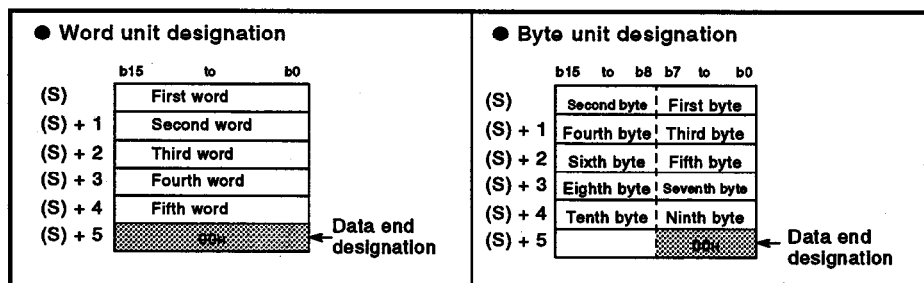 ● Word unit designation
b15 to b0
(S) First word
(S) + 1 Second word
(S) + 2 Third word
(S) + 3 Fourth word
(S) + 4 Fifth word
(S) + 5 00H Data end
designation
● Byte unit designation
b15 to b8 b7 to b0
(S) Second byte First byte
(S) + 1 Fourth byte Third byte
(S) + 2 Sixth byte Fifth byte
(S) + 3 Eighth byte Seventh byte
(S) + 4 Tenth byte Ninth byte
(S) + 5 00H Data end
designation